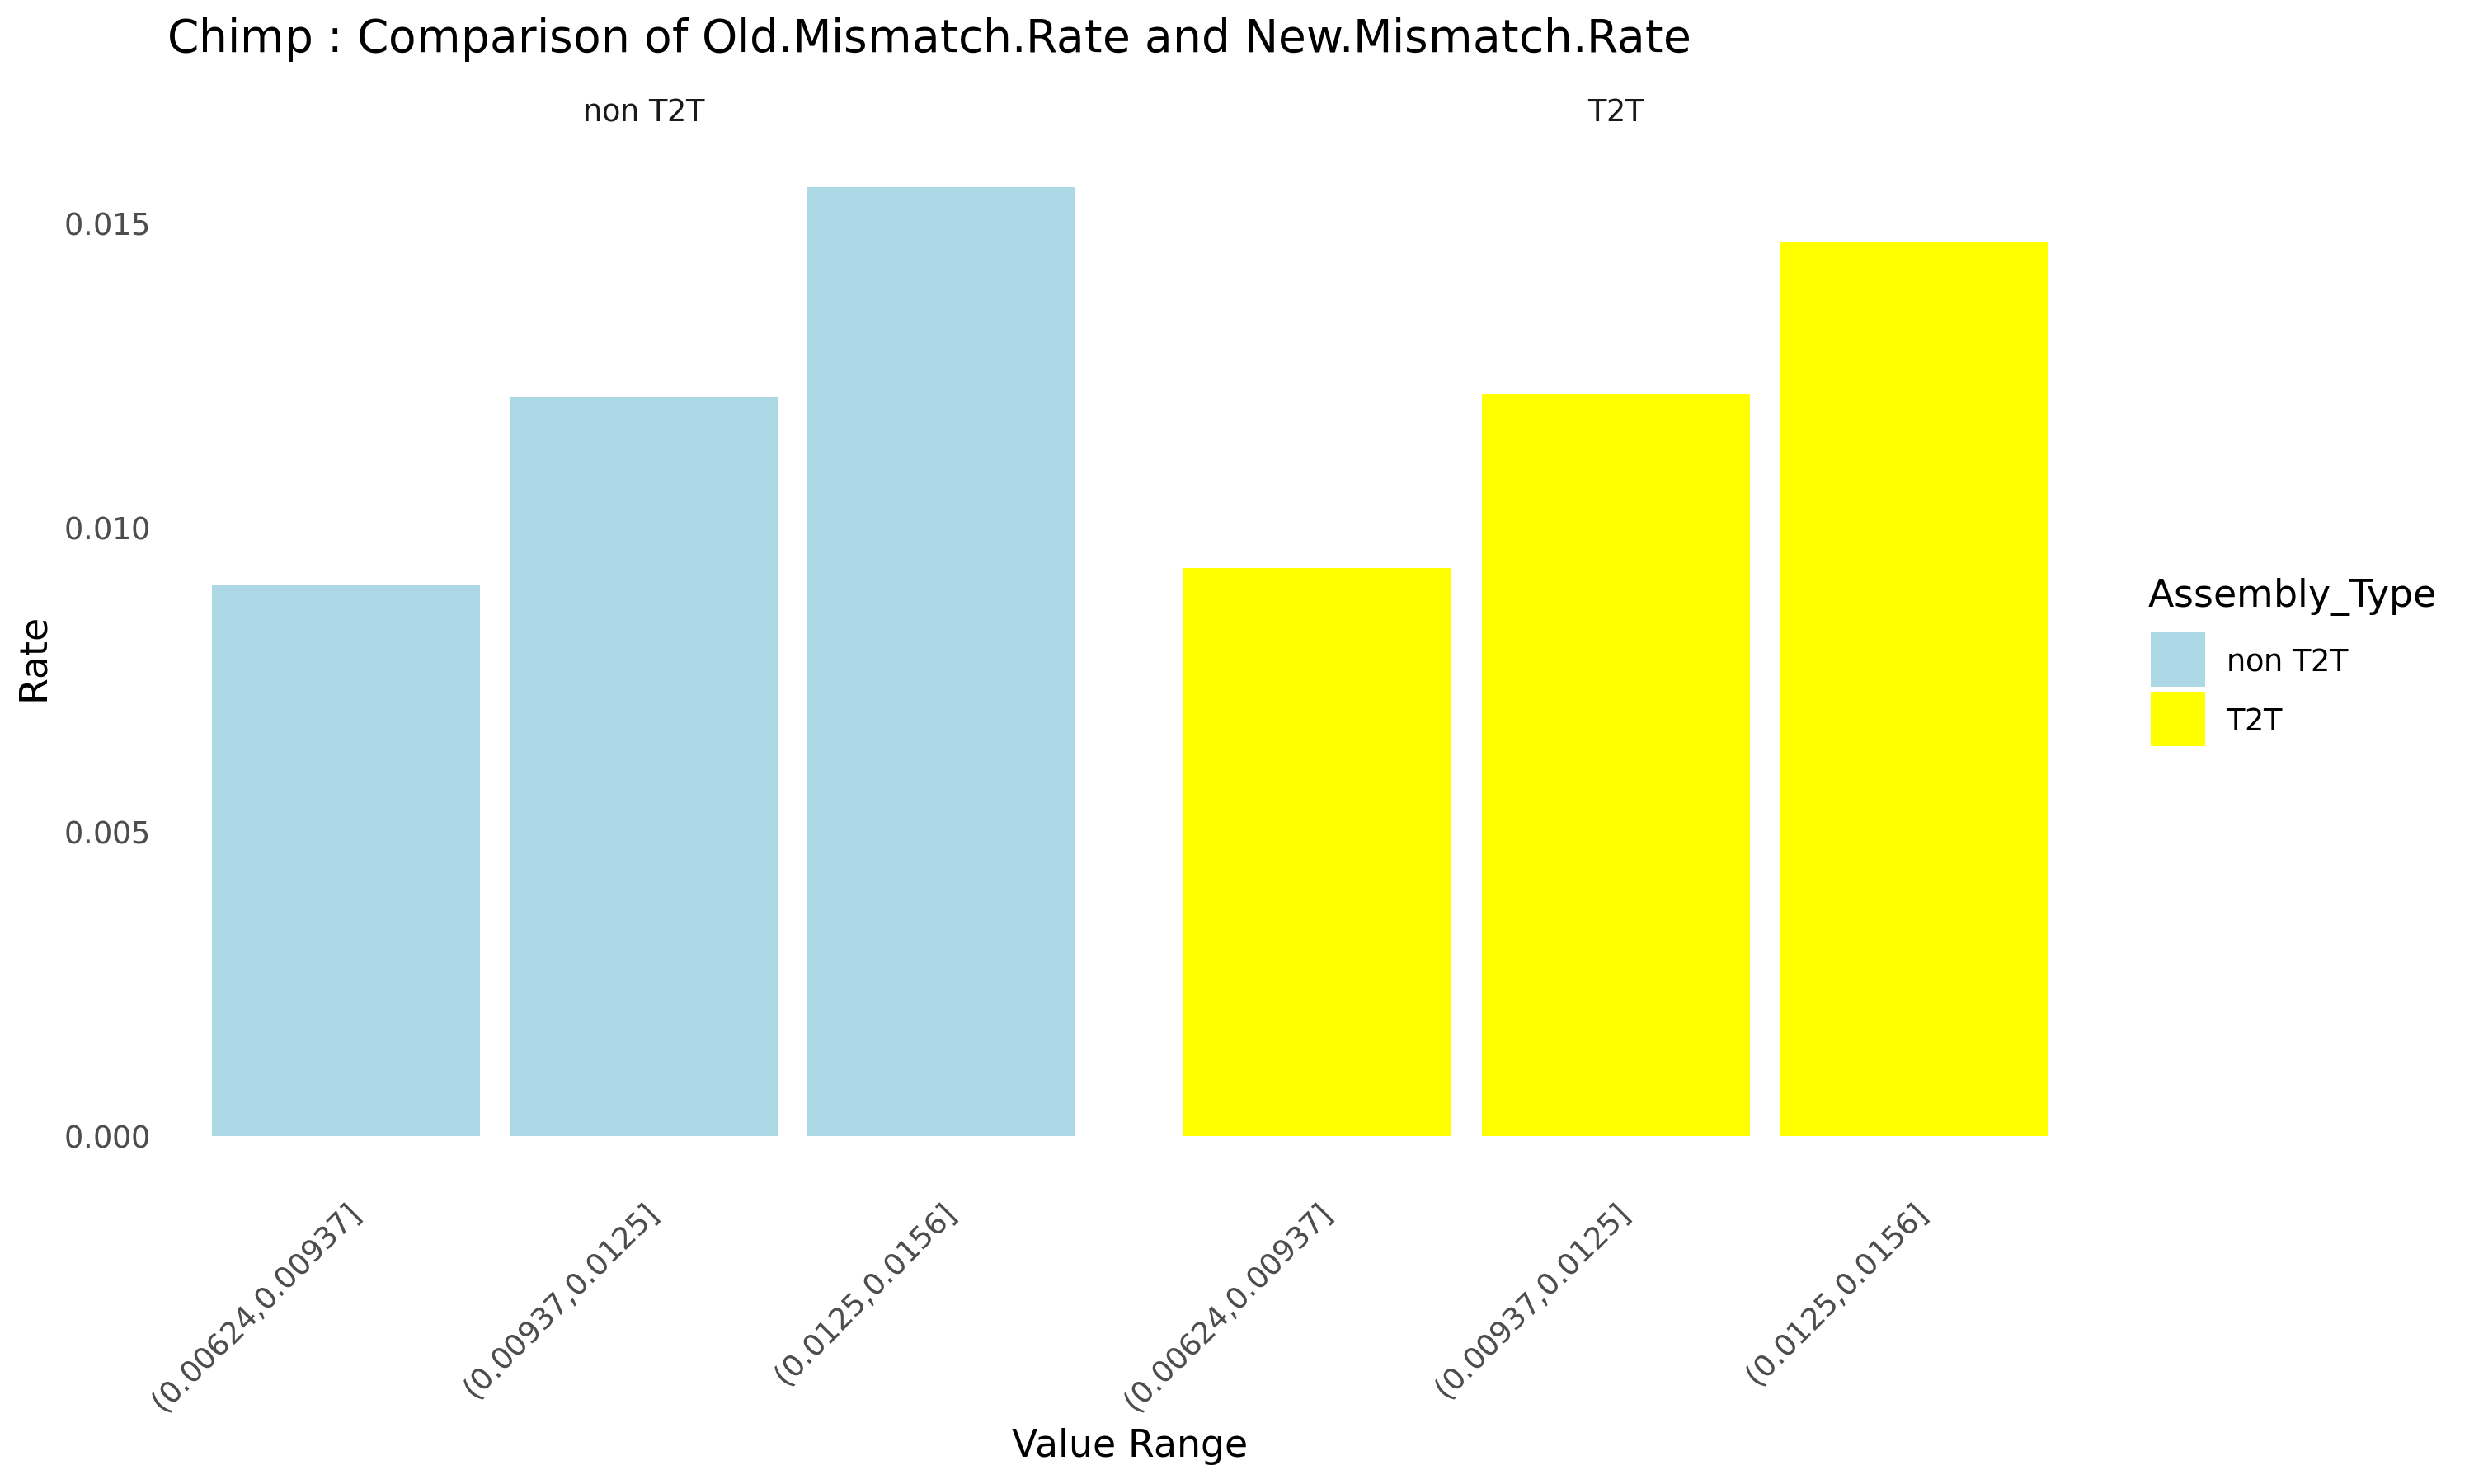 Chimp : Comparison of Old.Mismatch.Rate and New.Mismatch.Rate
non T2T
T2T
0.015
0.010
0.005
0.000
Rate
(0.00624,0.00937]
(0.00937,0.0125]
(0.0125,0.0156]
(0.00624,0.00937]
(0.00937,0.0125]
(0.0125,0.0156]
Value Range
Assembly_Type
non T2T
T2T